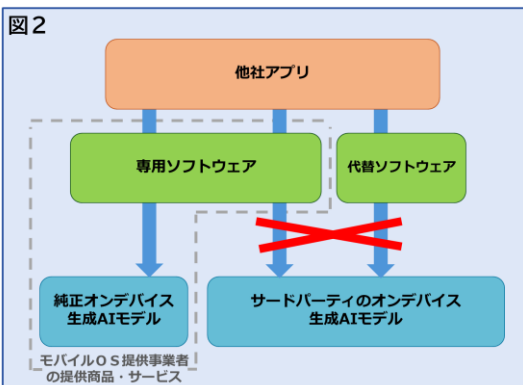 図2
他社アプリ
専用ソフトウェア
代替ソフトウェア
純正オンデバイス
生成AIモデル
サードパーティのオンデバイス
生成AIモデル
モバイルOS提供事業者
の提供商品・サービス